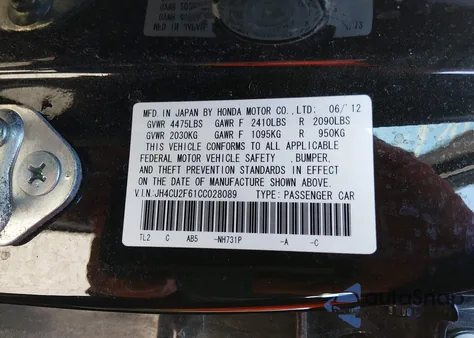 MFD. IN JAPAN BY HONDA MOTOR CO., LTD: 06/'12
GVWR 4475LBS GAWR F 2410LBS R 2090LBS
GVWR 2030KG GAWR F 1095KG R 950KG
THIS VEHICLE CONFORMS TO ALL APPLICABLE
FEDERAL MOTOR VEHICLE SAFETY ,BUMPER,
AND THEFT PREVENTION STANDARDS IN EFFECT
ON THE DATE OF MANUFACTURE SHOWN ABOVE.
V.I.N:JH4CU2F61CC028089 TYPE: PASSENGER CAR
TL2 C AB5 -NH731P -A -C
autoSnap